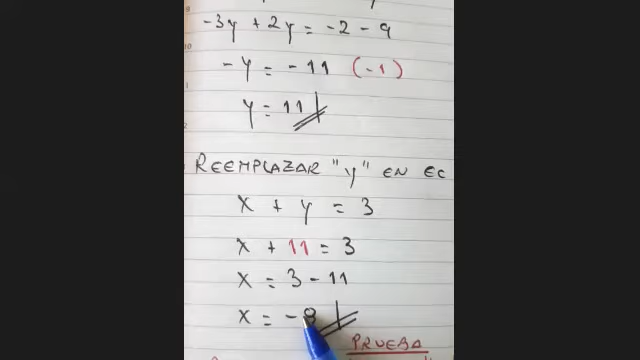 -3y + 2y = -2 - 9
-y = -11 (-1)
y = 11
REEMPLAZAR "y" EN EC
x + y = 3
x + 11 = 3
x = 3 - 11
x = -8
PRUEBA